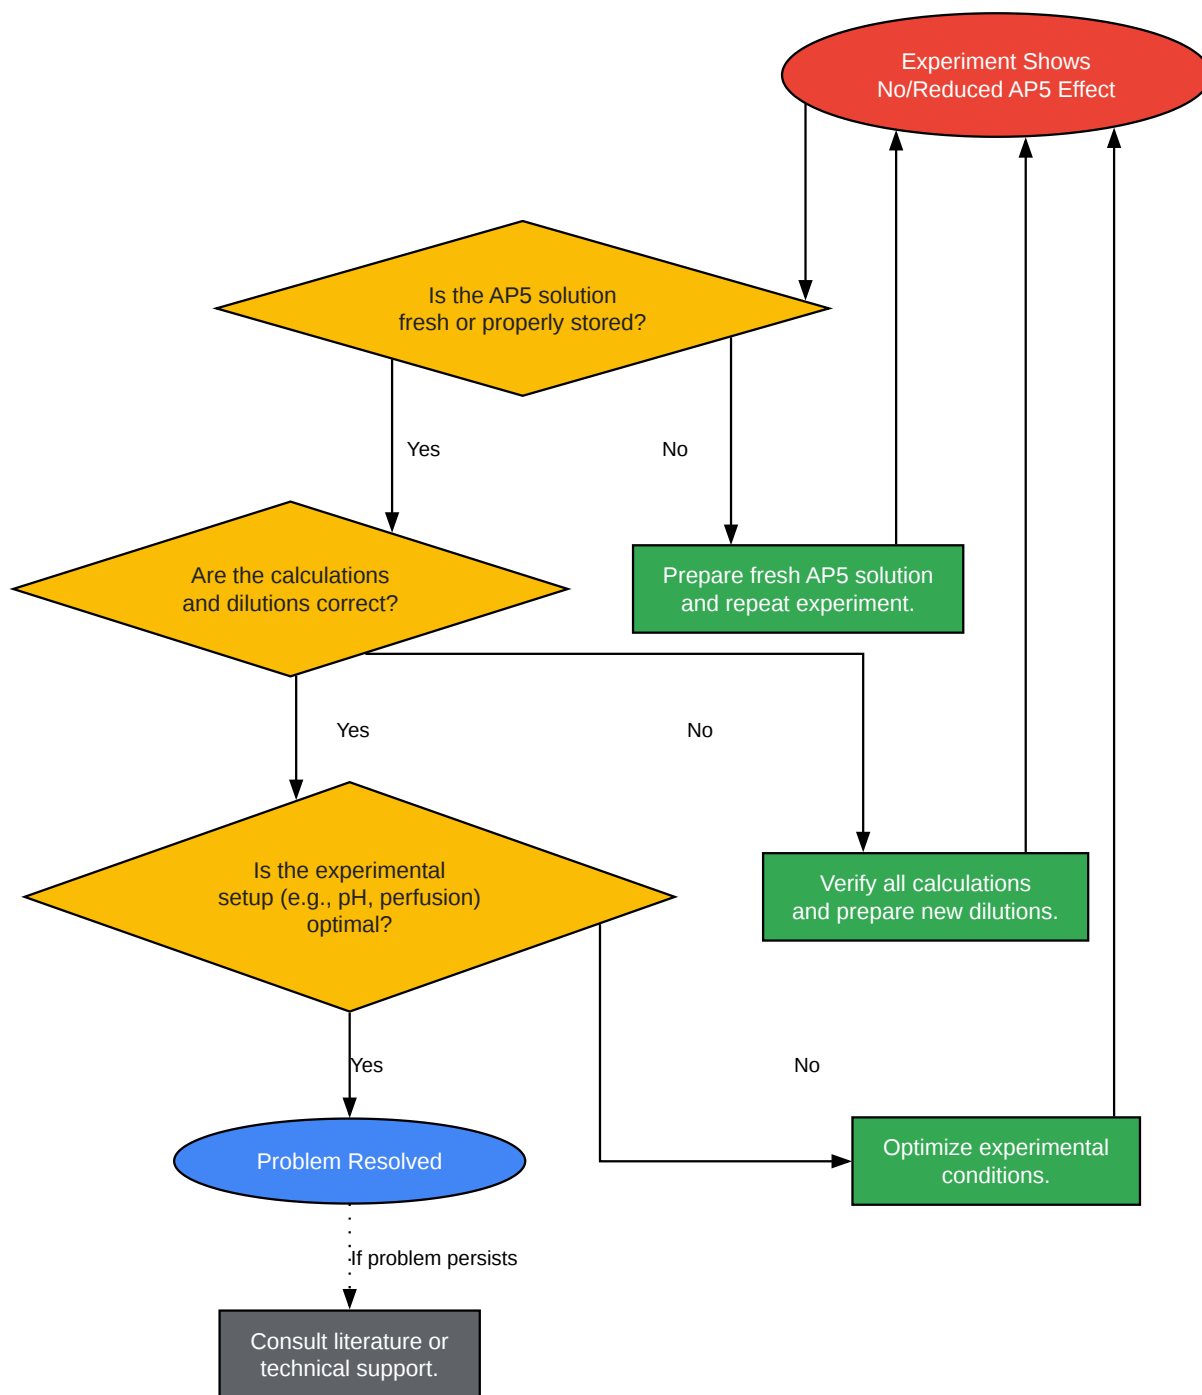 Experiment Shows
No/Reduced AP5 Effect
Is the AP5 solution
fresh or properly stored?
Yes
No
Are the calculations
and dilutions correct?
Prepare fresh AP5 solution
and repeat experiment.
Yes
No
Is the experimental
setup (e.g., pH, perfusion)
optimal?
Verify all calculations
and prepare new dilutions.
Yes
No
Problem Resolved
Optimize experimental
conditions.
If problem persists
Consult literature or
technical support.